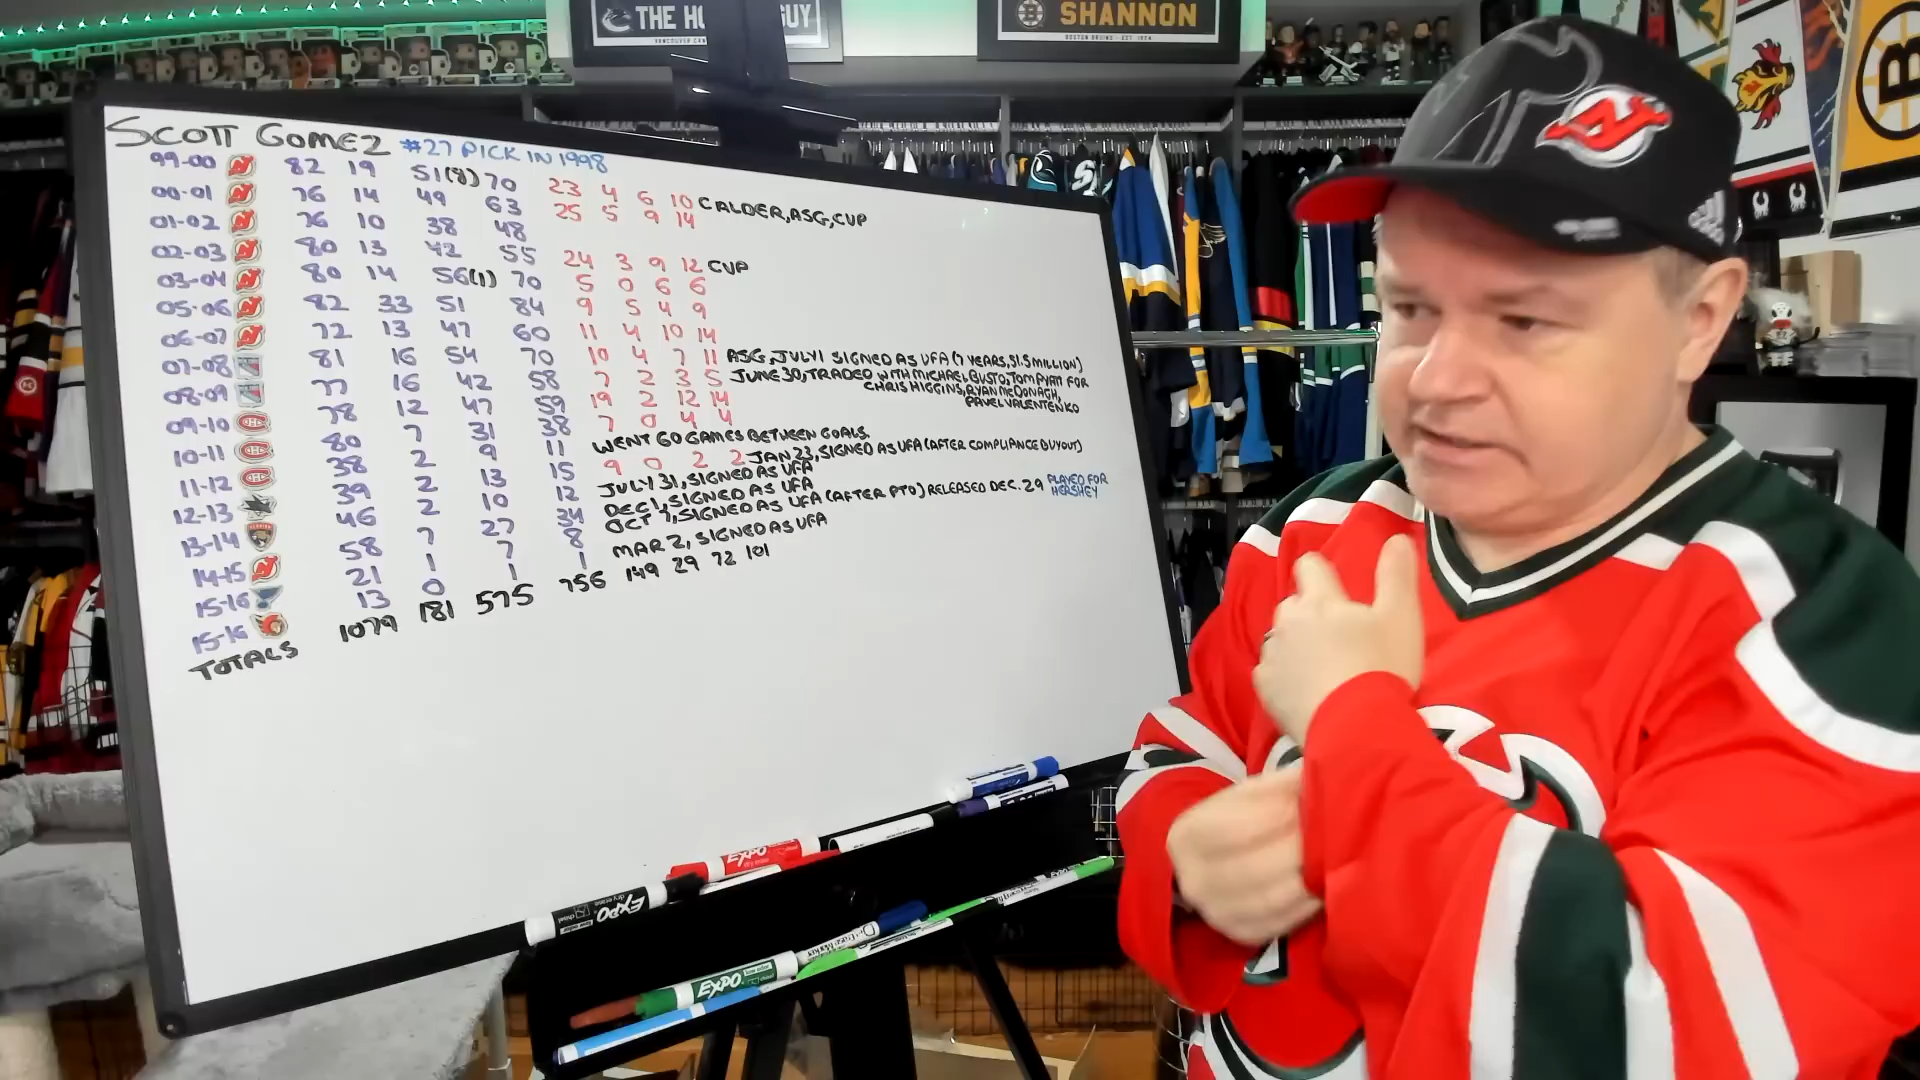 THE HO GUY
VANCOUVER CAN
SHANNON
BOSTON BRUINS - EST. 1924
SCOTT GOMEZ #27 PICK IN 1998
99-00 82 19 51(8) 70 23 4 6 10 CALDER, ASG, CUP
00-01 76 14 49 63 25 5 9 14
01-02 76 10 38 48
02-03 80 13 42 55 24 3 9 12 CUP
03-04 80 14 56(1) 70 5 0 6 6
05-06 82 33 51 84 9 5 4 9
06-07 72 13 47 60 11 4 10 14
07-08 81 16 54 70 10 4 7 11 ASG, JULY 1 SIGNED AS UFA (7 YEARS, 51.5 MILLION)
08-09 77 16 42 58 7 2 3 5 JUNE 30, TRADED WITH MICHAEL BUSTO, TOM PYATT FOR
CHRIS HIGGINS, RYAN MCDONAGH,
PAVEL VALENTENKO
09-10 78 12 47 59 19 2 12 14
10-11 80 7 31 38 7 0 4 4
11-12 38 2 9 11 WENT 60 GAMES BETWEEN GOALS.
12-13 39 2 13 15 9 0 2 2 JAN 23, SIGNED AS UFA (AFTER COMPLIANCE BUYOUT)
13-14 46 2 10 12 JULY 31, SIGNED AS UFA
14-15 58 7 27 34 DEC 1, SIGNED AS UFA
15-16 21 1 7 8 OCT 7, SIGNED AS UFA (AFTER PTO) RELEASED DEC. 29 PLAYED FOR
HERSHEY
15-16 13 0 1 1 MAR 2, SIGNED AS UFA
TOTALS 1079 181 575 756 149 29 72 101
EXPO
EXPO
EXPO